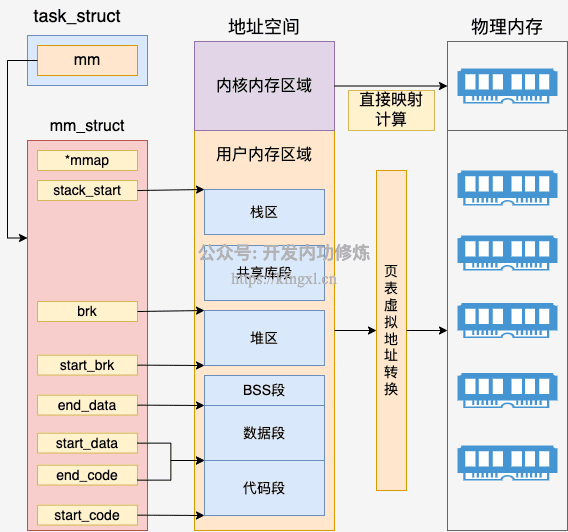 task_struct
mm
mm_struct
*mmap
stack_start
brk
start_brk
end_data
start_data
end_code
start_code
地址空间
内核内存区域
用户内存区域
栈区
公众号: 开发内功修炼
共享库段
https://kingxl.cn
堆区
BSS段
数据段
代码段
直接映射
计算
页表虚拟地址转换
物理内存